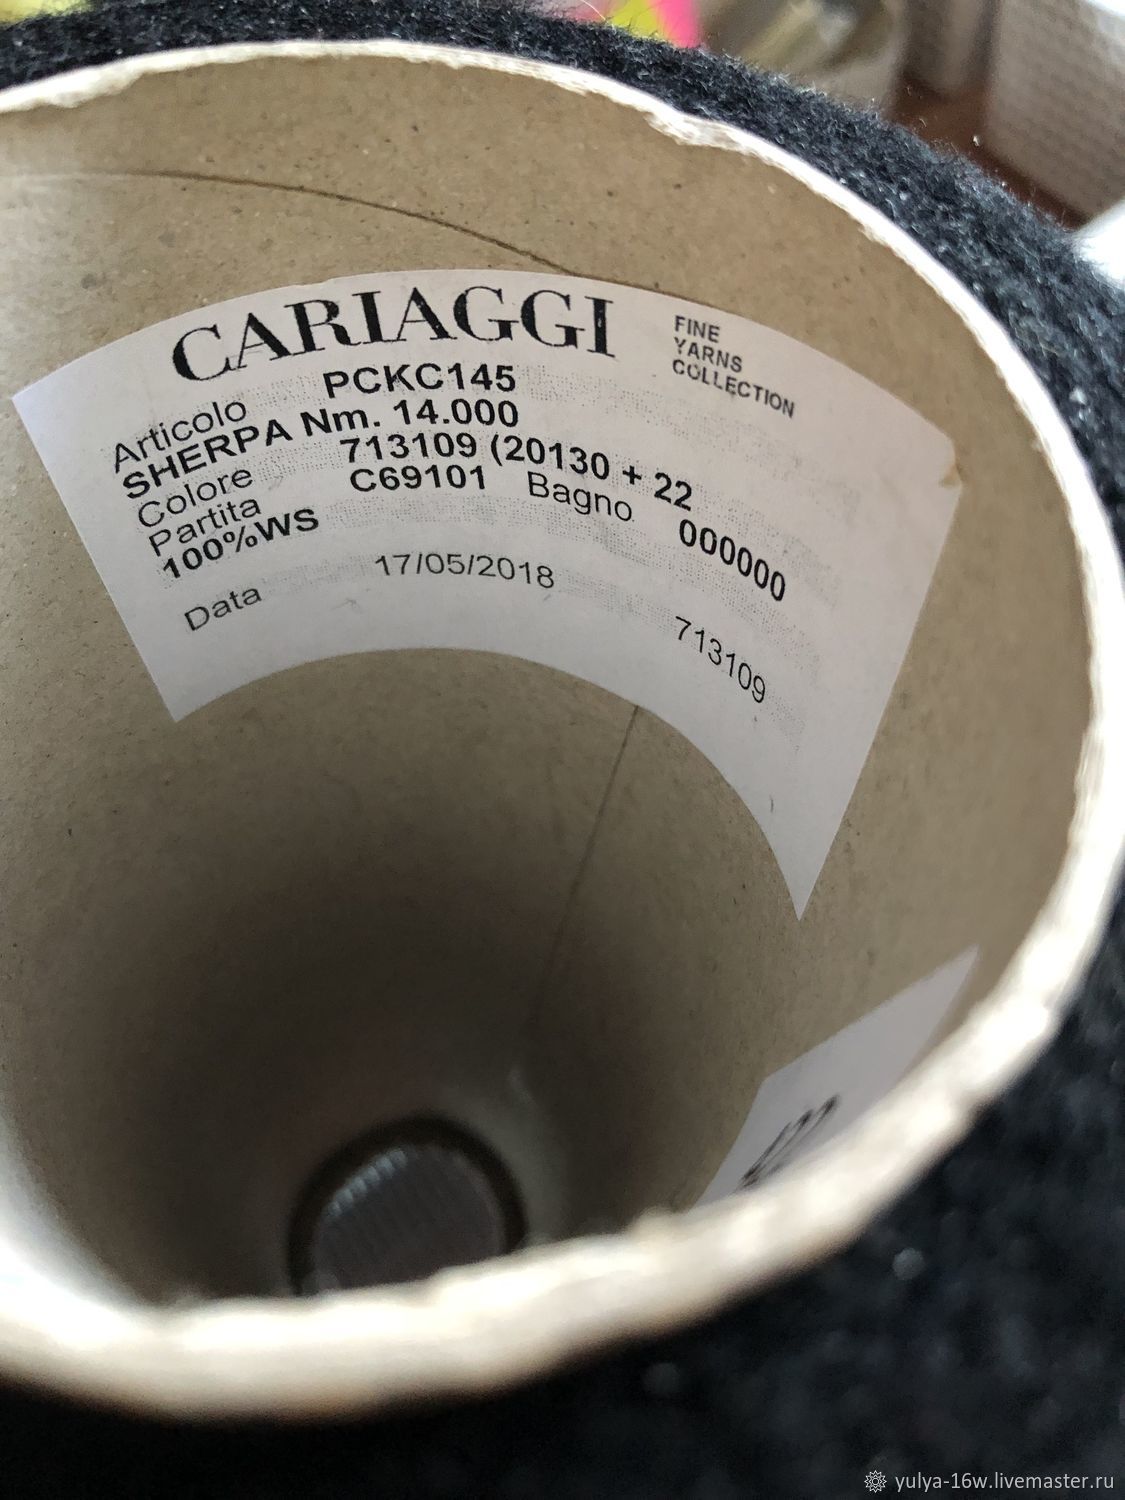 CARIAGGI
FINE
YARNS
COLLECTION
Articolo PCKC145
SHERPA Nm. 14.000
Colore 713109 (20130 + 22
Partita C69101 Bagno 000000
100%WS
Data 17/05/2018 713109
yulya-16w.livemaster.ru